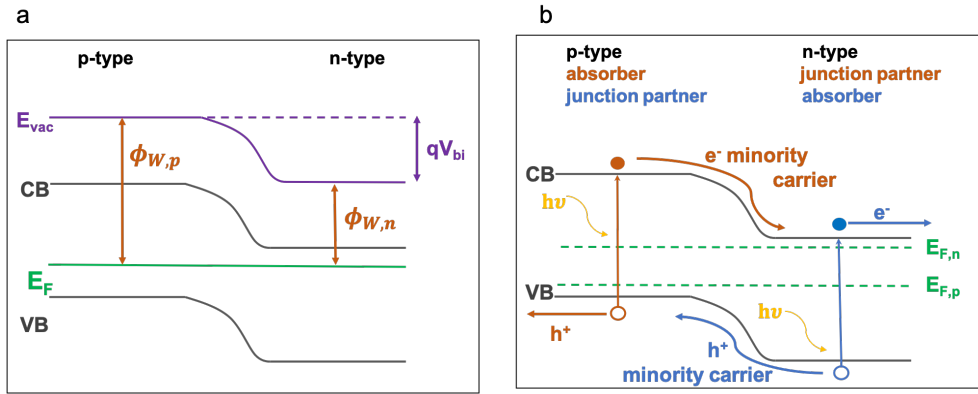 a
p-type n-type
E_vac
qV_bi
ϕ_W,p
CB
ϕ_W,n
E_F
VB
b
p-type n-type
absorber junction partner
junction partner absorber
e⁻ minority
carrier
CB
hυ
e⁻
E_F,n
E_F,p
VB
hυ
h⁺
h⁺
minority carrier